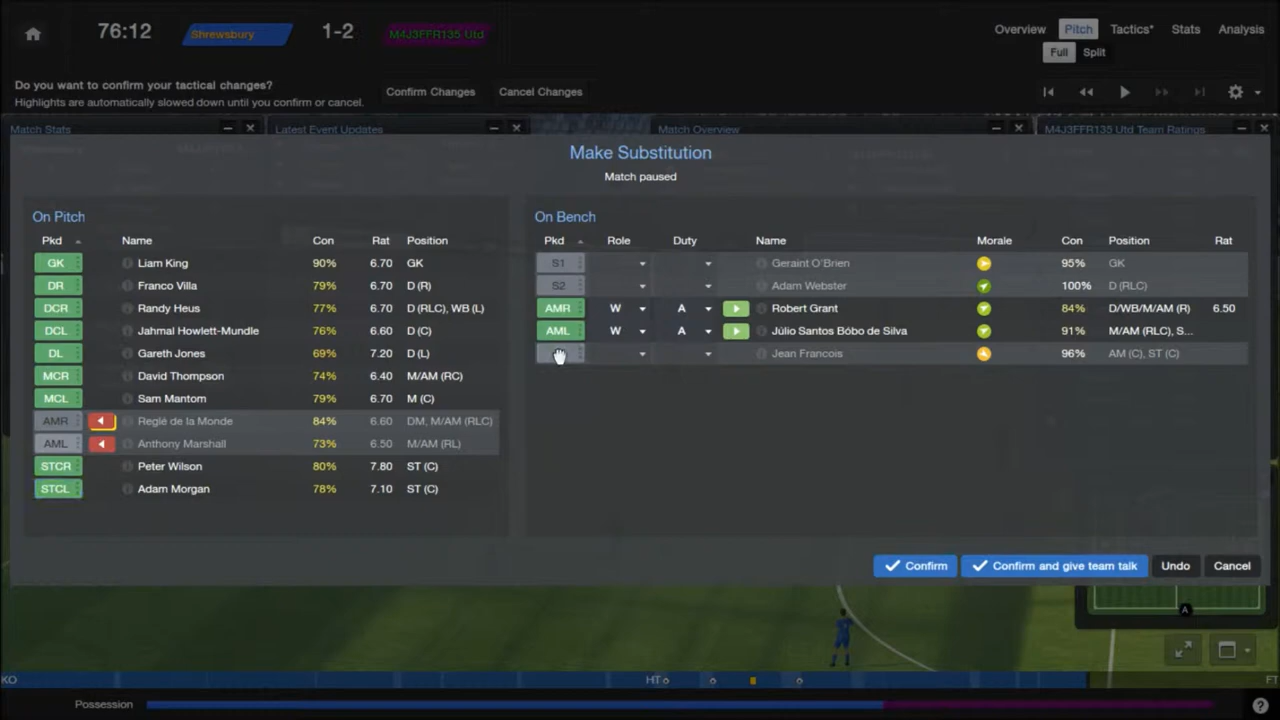 76:12 Shrewsbury 1-2 M4J3FFR135 Utd
Overview Pitch Tactics* Stats Analysis
Full Split
Do you want to confirm your tactical changes?
Highlights are automatically slowed down until you confirm or cancel.
Confirm Changes Cancel Changes
Match Stats Latest Event Updates Match Overview M4J3FFR135 Utd Team Ratings
Make Substitution
Match paused
On Pitch
Pkd Name Con Rat Position
GK Liam King 90% 6.70 GK
DR Franco Villa 79% 6.70 D (R)
DCR Randy Heus 77% 6.70 D (RLC), WB (L)
DCL Jahmal Howlett-Mundle 76% 6.60 D (C)
DL Gareth Jones 69% 7.20 D (L)
MCR David Thompson 74% 6.40 M/AM (RC)
MCL Sam Mantom 79% 6.70 M (C)
AMR Reglé de la Monde 84% 6.60 DM, M/AM (RLC)
AML Anthony Marshall 73% 6.50 M/AM (RL)
STCR Peter Wilson 80% 7.80 ST (C)
STCL Adam Morgan 78% 7.10 ST (C)
On Bench
Pkd Role Duty Name Morale Con Position Rat
S1 Geraint O'Brien 95% GK
S2 Adam Webster 100% D (RLC)
AMR W A Robert Grant 84% D/WB/M/AM (R) 6.50
AML W A Júlio Santos Bóbo de Silva 91% M/AM (RLC), S...
Jean Francois 96% AM (C), ST (C)
Confirm Confirm and give team talk Undo Cancel
A
KO HT FT
Possession